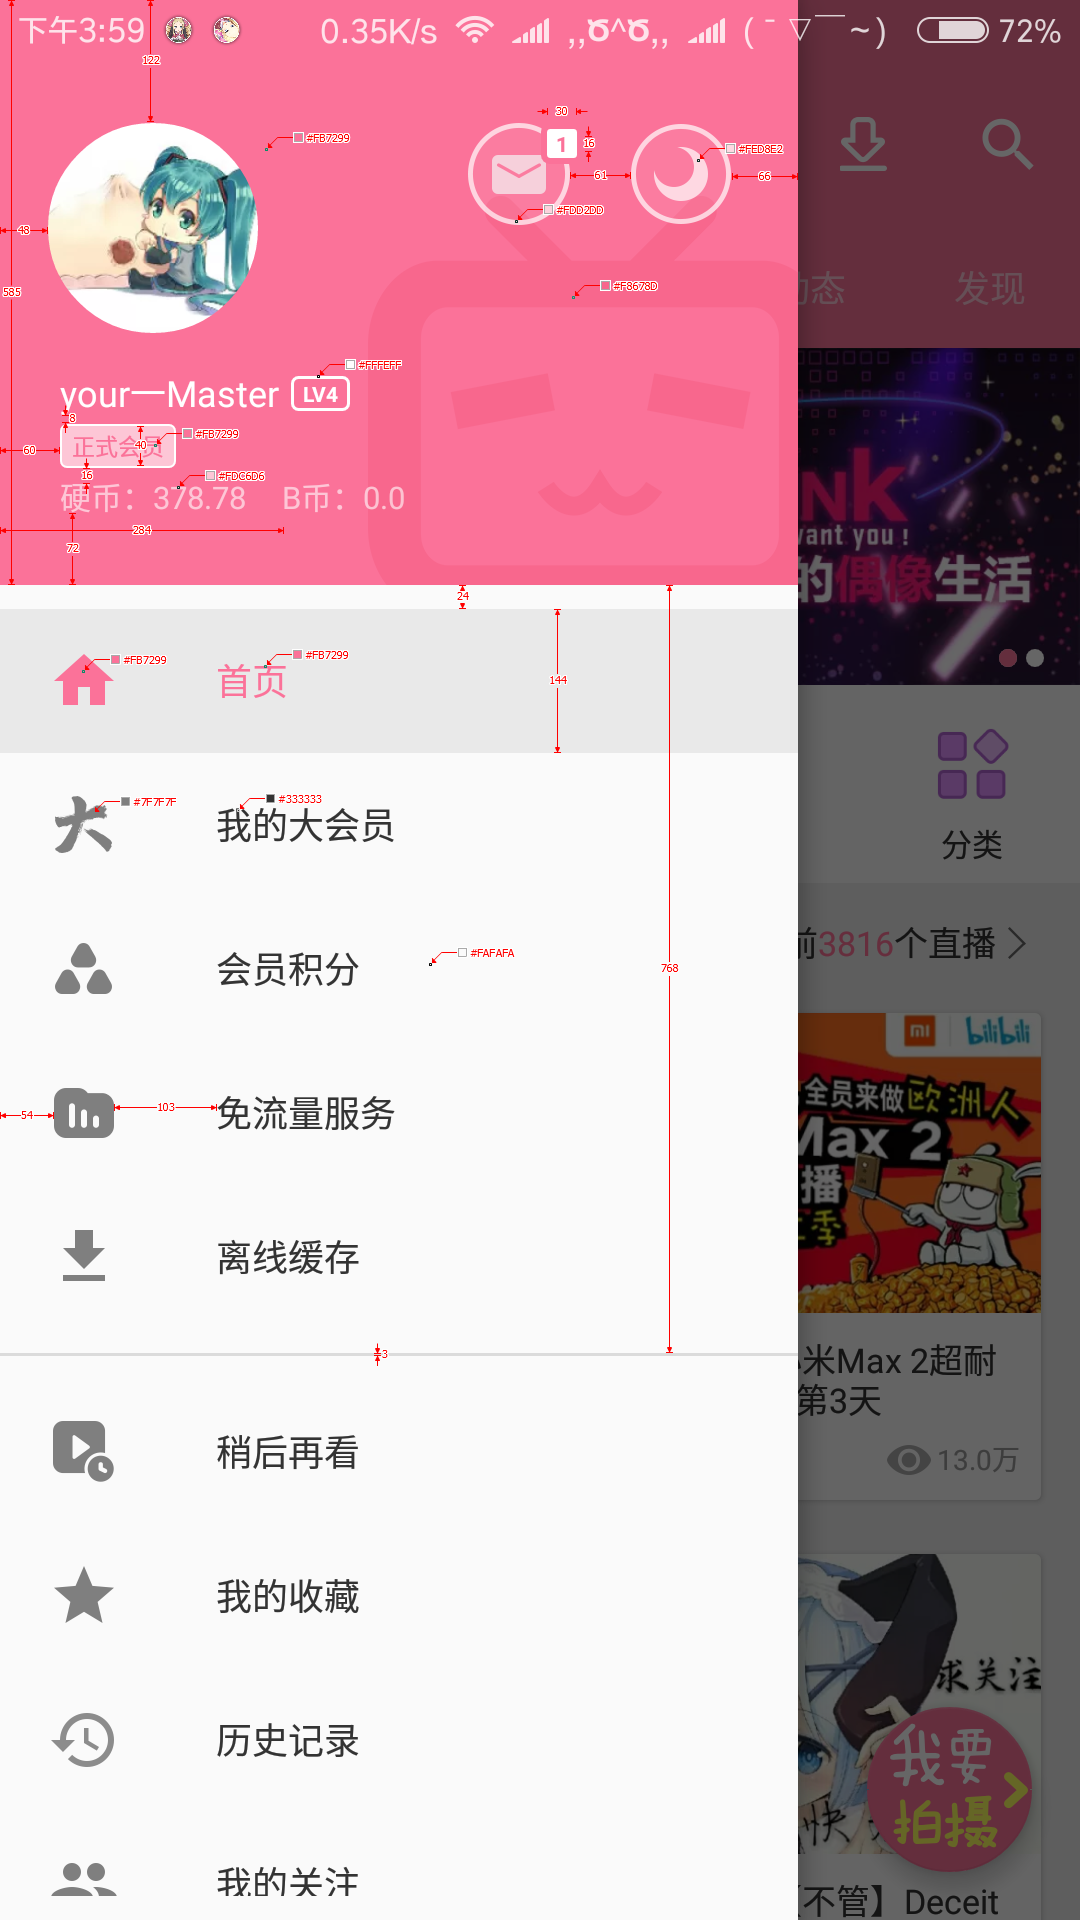 下午3:59 0.35K/s ,,Ծ^Ծ,, ( ˉ ▽ ￣~) 72%
122
30
#FB7299
1
16
#FED8E2
61
66
#FDD2DD
48
585
#F8678D
动态 发现
#FFFEFF
your一Master LV4
8
#FB7299
正式会员
40
60
16
#FDC6D6
硬币：378.78 B币：0.0
284
72
want you !
的偶像生活
24
#FB7299
#FB7299
首页
144
#7F7F7F
#333333
我的大会员
分类
会员积分
#FAFAFA
前3816个直播
768
mi bilibili
全员来做欧洲人
Max 2
播
季
54
103
免流量服务
离线缓存
3
小米Max 2超耐
第3天
13.0万
稍后再看
我的收藏
求关注
历史记录
我要
拍摄
快
我的关注
【不管】Deceit